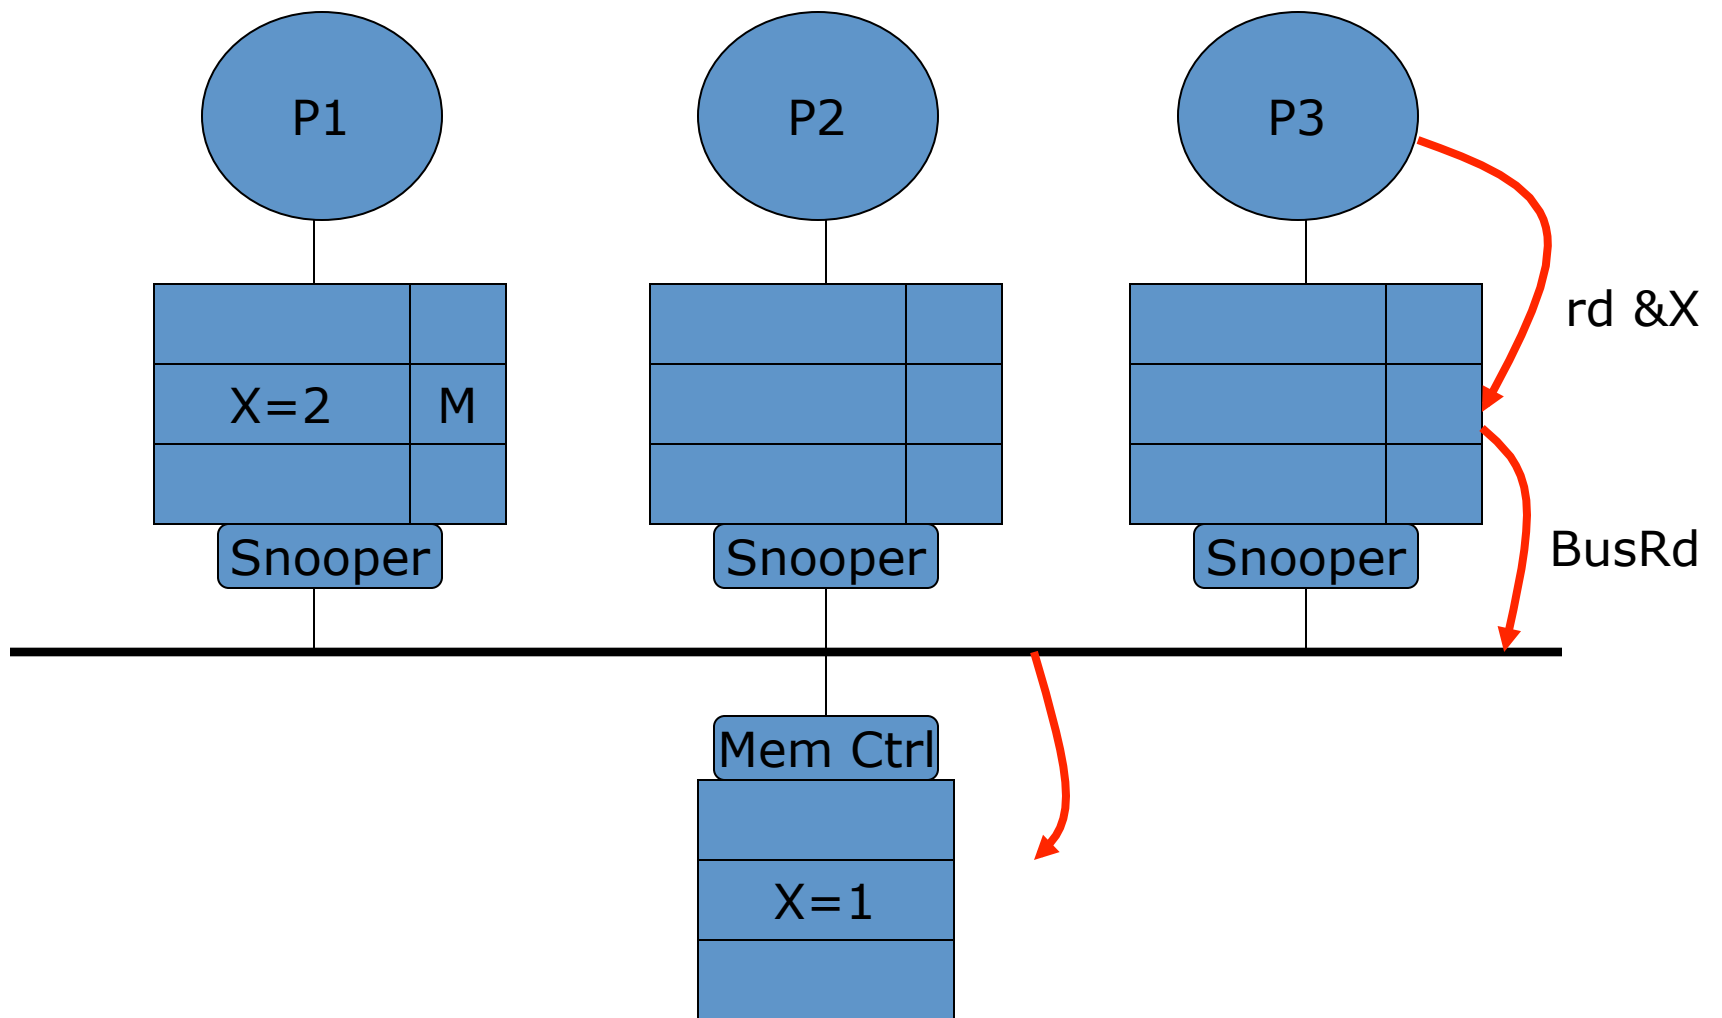 P1
P2
P3
rd &X
X=2
M
Snooper
Snooper
Snooper
BusRd
Mem Ctrl
X=1